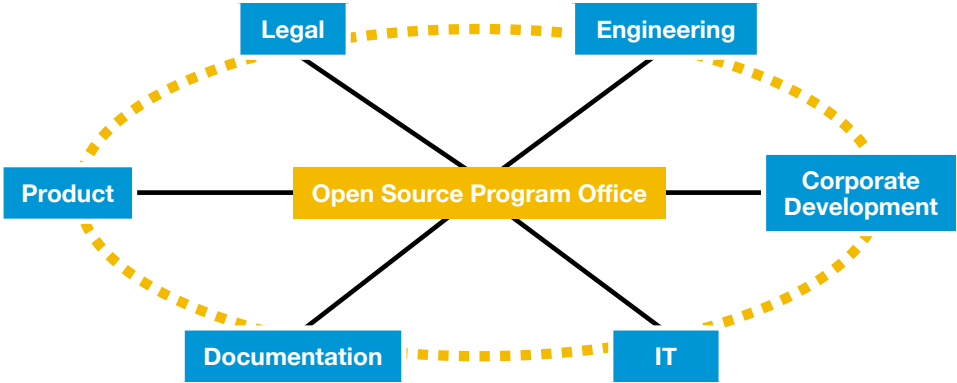 Legal
Engineering
Product
Open Source Program Office
Corporate
Development
Documentation
IT